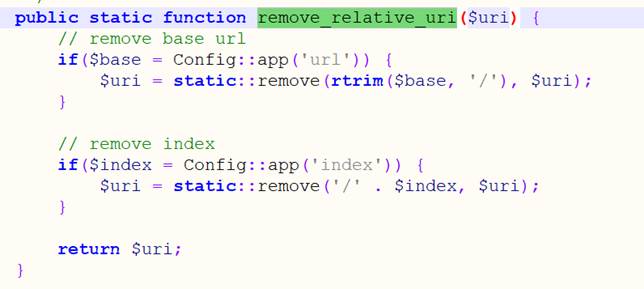 public static function remove_relative_uri($uri) {
// remove base url
if($base = Config::app('url')) {
$uri = static::remove(rtrim($base, '/'), $uri);
}
// remove index
if($index = Config::app('index')) {
$uri = static::remove('/' . $index, $uri);
}
return $uri;
}